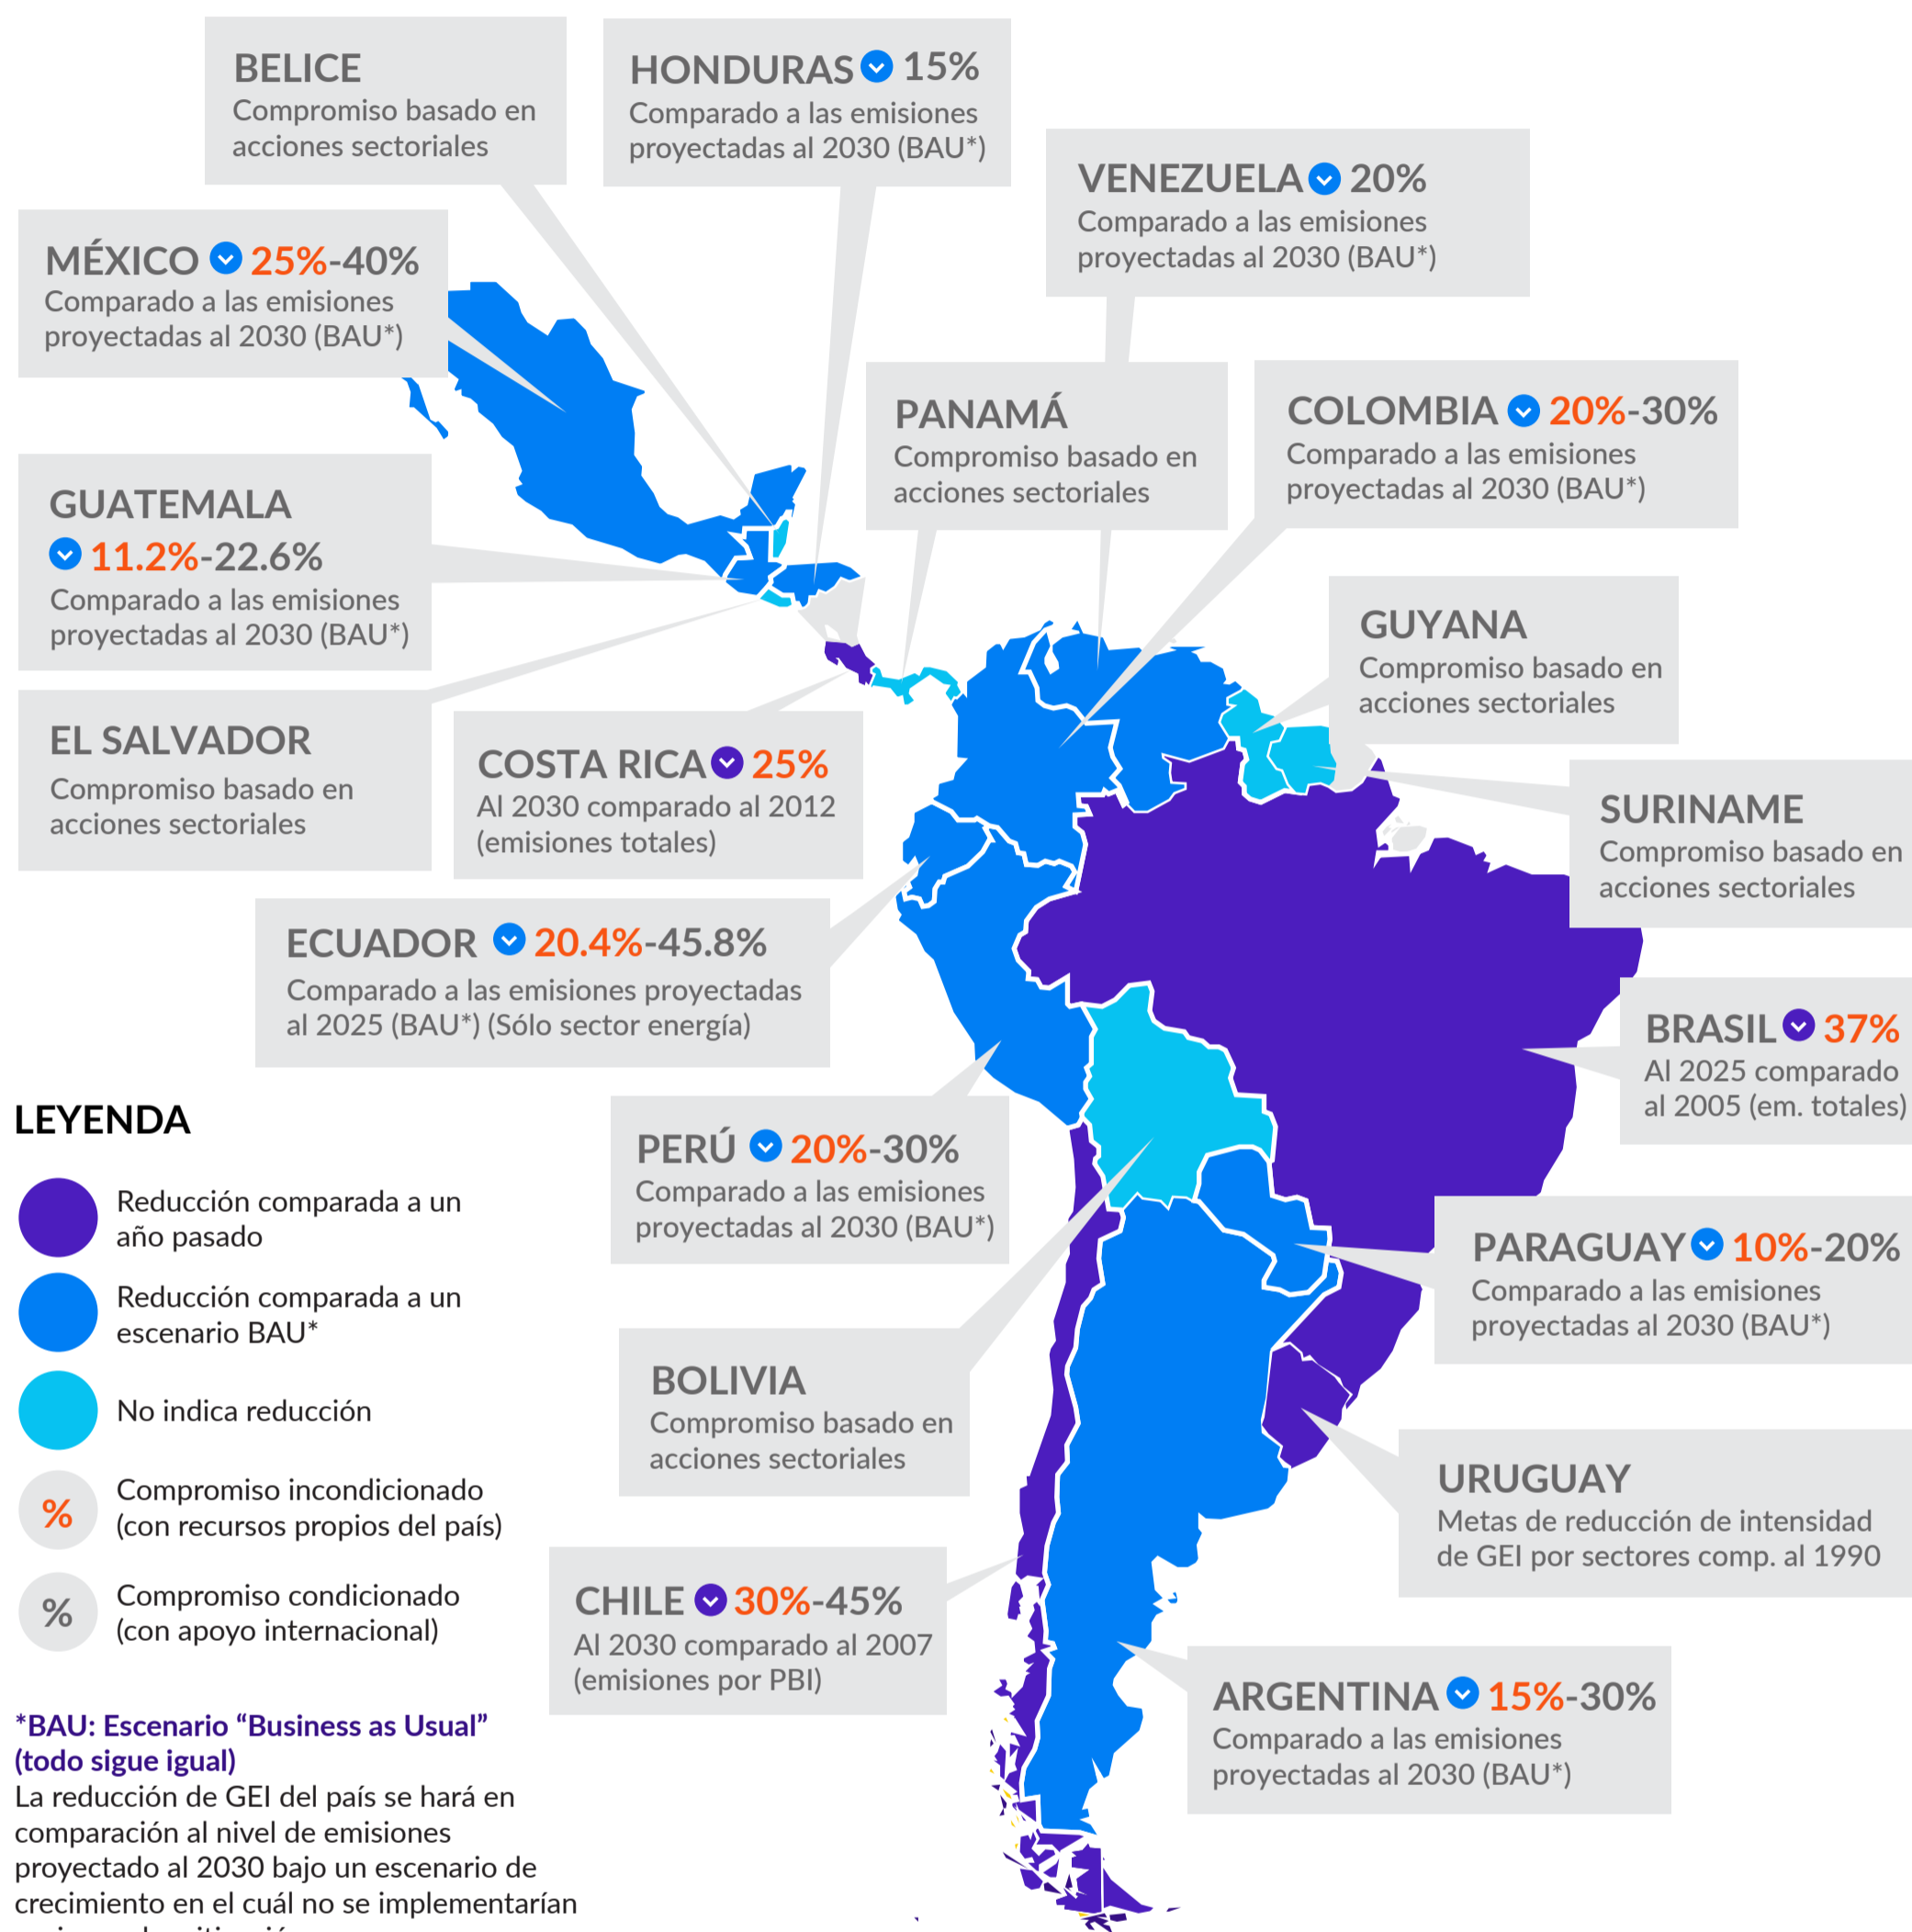 BELICE
Compromiso basado en
acciones sectoriales
HONDURAS 15%
Comparado a las emisiones
proyectadas al 2030 (BAU*)
VENEZUELA 20%
Comparado a las emisiones
proyectadas al 2030 (BAU*)
MÉXICO 25%-40%
Comparado a las emisiones
proyectadas al 2030 (BAU*)
PANAMÁ
Compromiso basado en
acciones sectoriales
COLOMBIA 20%-30%
Comparado a las emisiones
proyectadas al 2030 (BAU*)
GUATEMALA
11.2%-22.6%
Comparado a las emisiones
proyectadas al 2030 (BAU*)
GUYANA
Compromiso basado en
acciones sectoriales
EL SALVADOR
Compromiso basado en
acciones sectoriales
COSTA RICA 25%
Al 2030 comparado al 2012
(emisiones totales)
SURINAME
Compromiso basado en
acciones sectoriales
ECUADOR 20.4%-45.8%
Comparado a las emisiones proyectadas
al 2025 (BAU*) (Sólo sector energía)
BRASIL 37%
Al 2025 comparado
al 2005 (em. totales)
PERÚ 20%-30%
Comparado a las emisiones
proyectadas al 2030 (BAU*)
PARAGUAY 10%-20%
Comparado a las emisiones
proyectadas al 2030 (BAU*)
BOLIVIA
Compromiso basado en
acciones sectoriales
URUGUAY
Metas de reducción de intensidad
de GEI por sectores comp. al 1990
CHILE 30%-45%
Al 2030 comparado al 2007
(emisiones por PBI)
ARGENTINA 15%-30%
Comparado a las emisiones
proyectadas al 2030 (BAU*)
LEYENDA
Reducción comparada a un
año pasado
Reducción comparada a un
escenario BAU*
No indica reducción
%
Compromiso incondicionado
(con recursos propios del país)
%
Compromiso condicionado
(con apoyo internacional)
*BAU: Escenario “Business as Usual”
(todo sigue igual)
La reducción de GEI del país se hará en
comparación al nivel de emisiones
proyectado al 2030 bajo un escenario de
crecimiento en el cuál no se implementarían